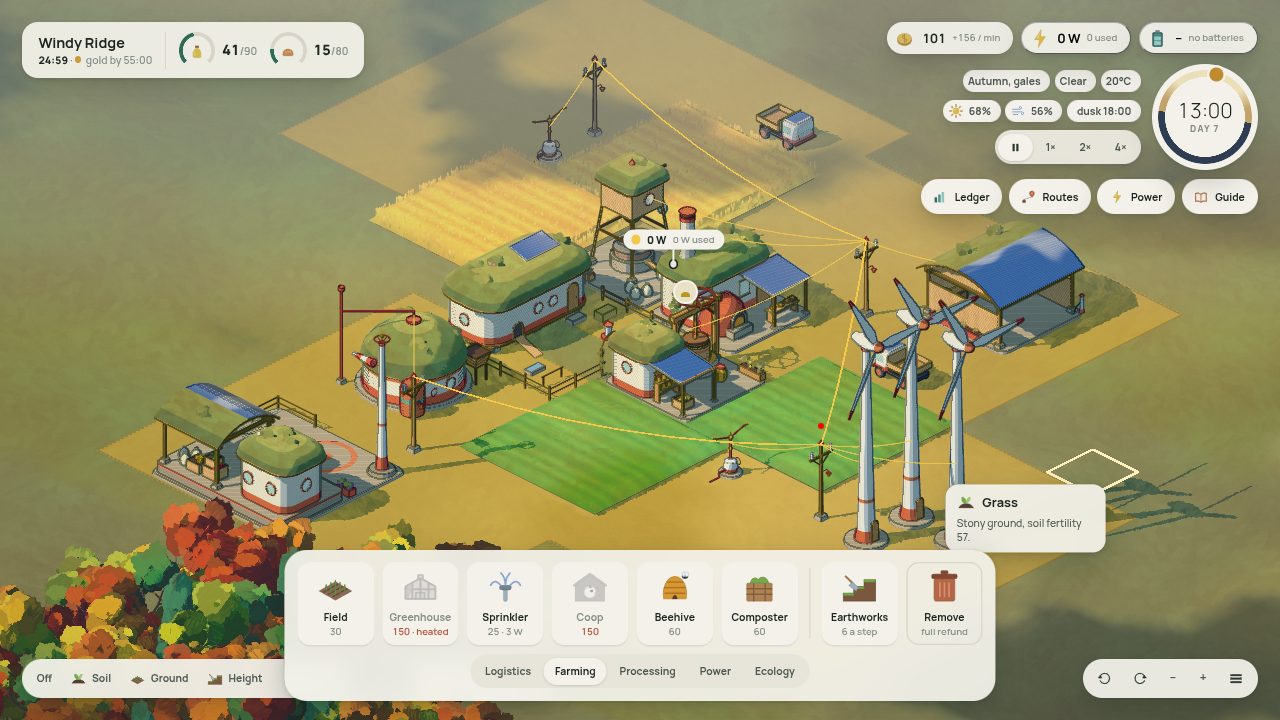 Windy Ridge
24:59 · gold by 55:00
41/90
15/80
101 +156 / min
0 W 0 used
– no batteries
Autumn, gales
Clear
20°C
68%
56%
dusk 18:00
13:00
DAY 7
1×
2×
4×
Ledger
Routes
Power
Guide
0 W 0 W used
Grass
Stony ground, soil fertility
57.
Field
30
Greenhouse
150 · heated
Sprinkler
25 · 3 W
Coop
150
Beehive
60
Composter
60
Earthworks
6 a step
Remove
full refund
Logistics
Farming
Processing
Power
Ecology
Off
Soil
Ground
Height